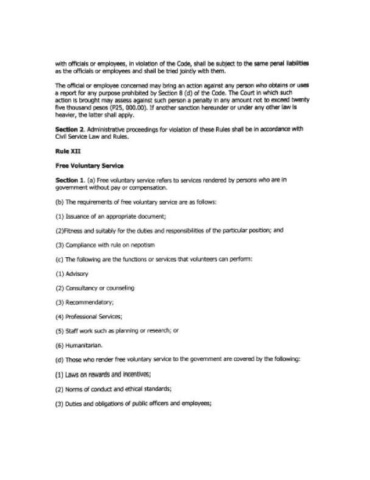 with officials or employees, in violation of the Code, shall be subject to the same penal liabilities
as the officials or employees and shall be tried jointly with them.
The official or employee concerned may bring an action against any person who obtains or uses
a report for any purpose prohibited by Section 8 (d) of the Code. The Court in which such
action is brought may assess against such person a penalty in any amount not to exceed twenty
five thousand pesos (P25, 000.00). If another sanction hereunder or under any other law is
heavier, the latter shall apply.
Section 2. Administrative proceedings for violation of these Rules shall be in accordance with
Civil Service Law and Rules.
Rule XII
Free Voluntary Service
Section 1. (a) Free voluntary service refers to services rendered by persons who are in
government without pay or compensation.
(b) The requirements of free voluntary service are as follows:
(1) Issuance of an appropriate document;
(2)Fitness and suitably for the duties and responsibilities of the particular position; and
(3) Compliance with rule on nepotism
(c) The following are the functions or services that volunteers can perform:
(1) Advisory
(2) Consultancy or counseling
(3) Recommendatory;
(4) Professional Services;
(5) Staff work such as planning or research; or
(6) Humanitarian.
(d) Those who render free voluntary service to the government are covered by the following:
(1) Laws on rewards and incentives;
(2) Norms of conduct and ethical standards;
(3) Duties and obligations of public officers and employees;